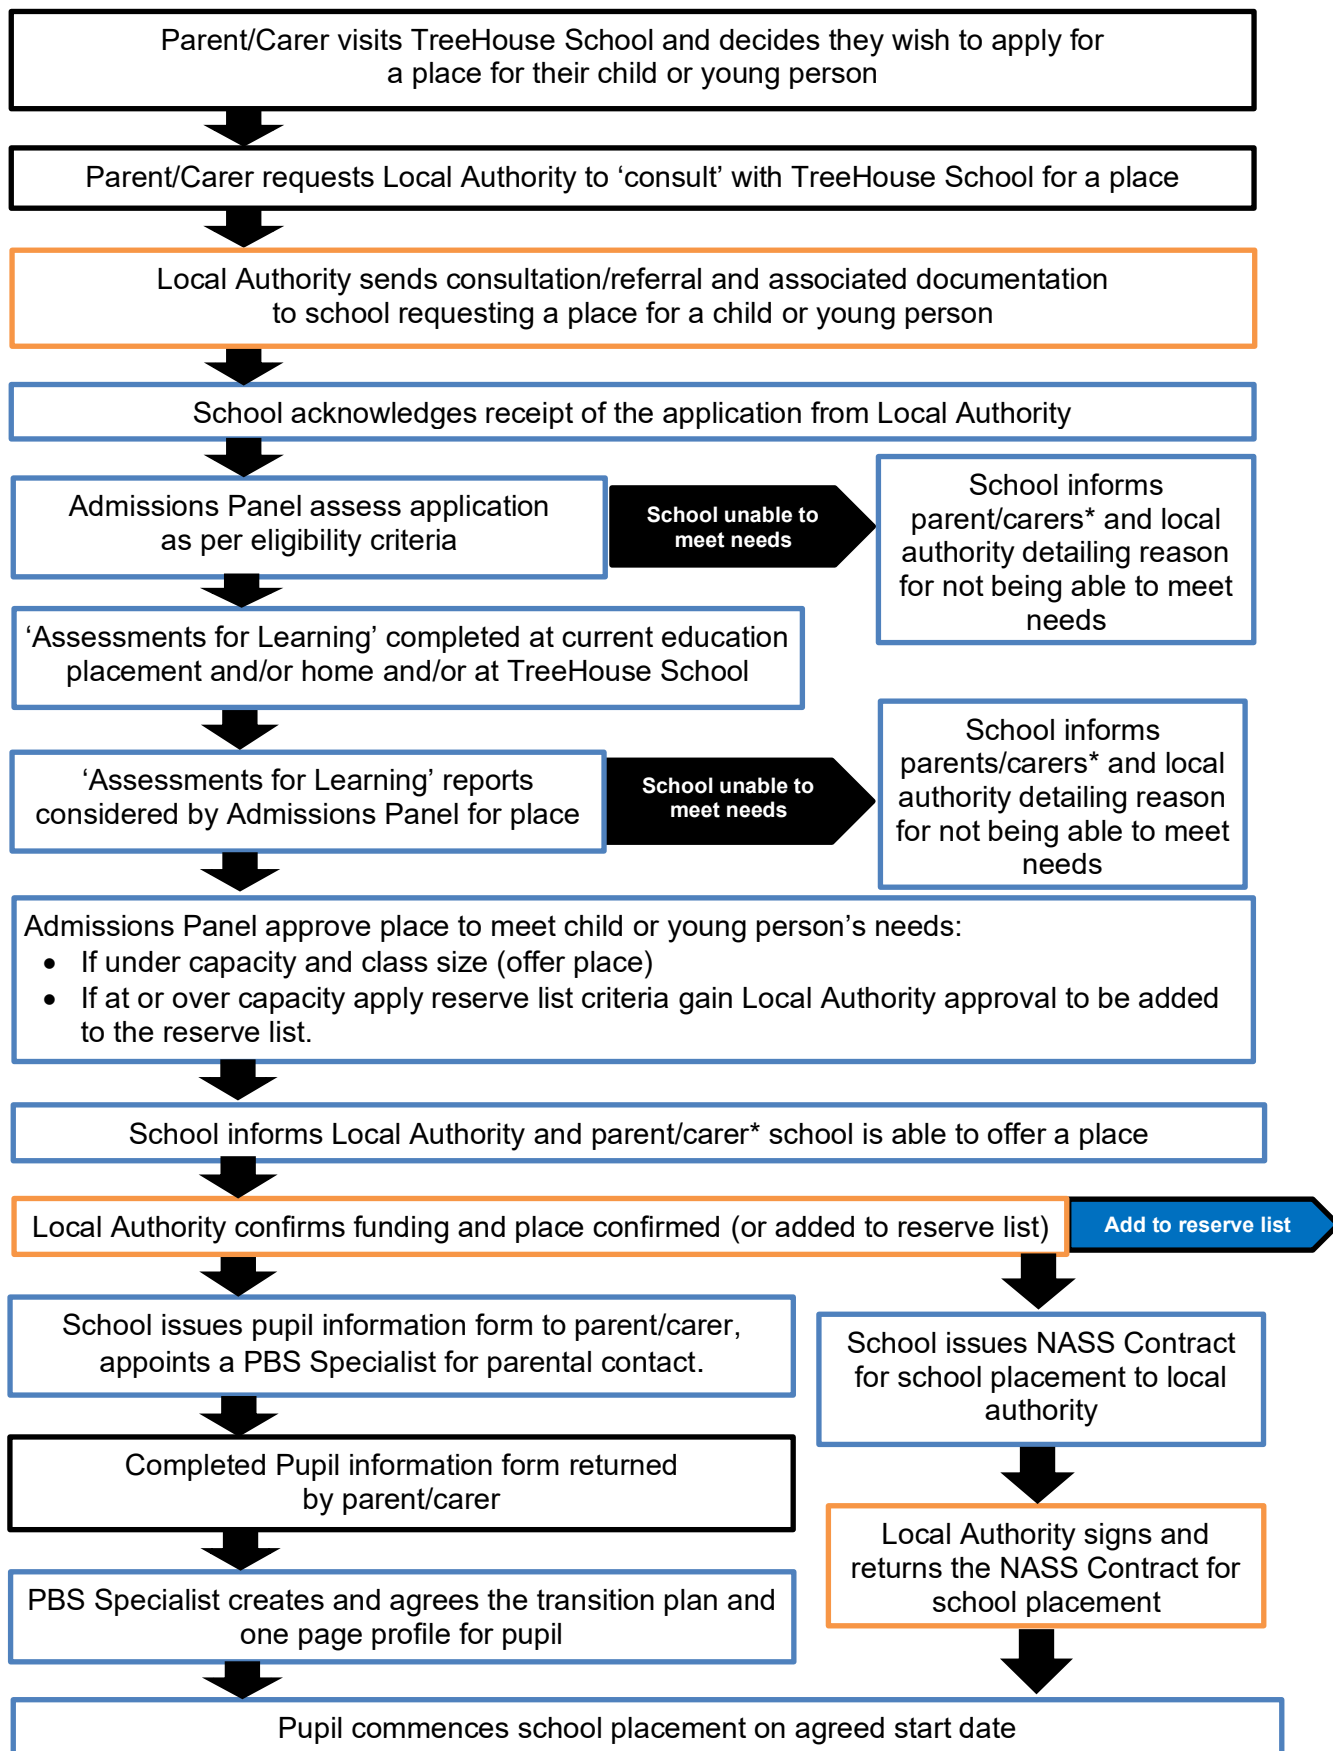 Parent/Carer visits TreeHouse School and decides they wish to apply for
a place for their child or young person
Parent/Carer requests Local Authority to ‘consult’ with TreeHouse School for a place
Local Authority sends consultation/referral and associated documentation
to school requesting a place for a child or young person
School acknowledges receipt of the application from Local Authority
Admissions Panel assess application
as per eligibility criteria
School unable to
meet needs
School informs
parent/carers* and local
authority detailing reason
for not being able to meet
needs
‘Assessments for Learning’ completed at current education
placement and/or home and/or at TreeHouse School
‘Assessments for Learning’ reports
considered by Admissions Panel for place
School unable to
meet needs
School informs
parents/carers* and local
authority detailing reason
for not being able to meet
needs
Admissions Panel approve place to meet child or young person’s needs:
• If under capacity and class size (offer place)
• If at or over capacity apply reserve list criteria gain Local Authority approval to be added
to the reserve list.
School informs Local Authority and parent/carer* school is able to offer a place
Local Authority confirms funding and place confirmed (or added to reserve list)
Add to reserve list
School issues pupil information form to parent/carer,
appoints a PBS Specialist for parental contact.
School issues NASS Contract
for school placement to local
authority
Completed Pupil information form returned
by parent/carer
Local Authority signs and
returns the NASS Contract for
school placement
PBS Specialist creates and agrees the transition plan and
one page profile for pupil
Pupil commences school placement on agreed start date